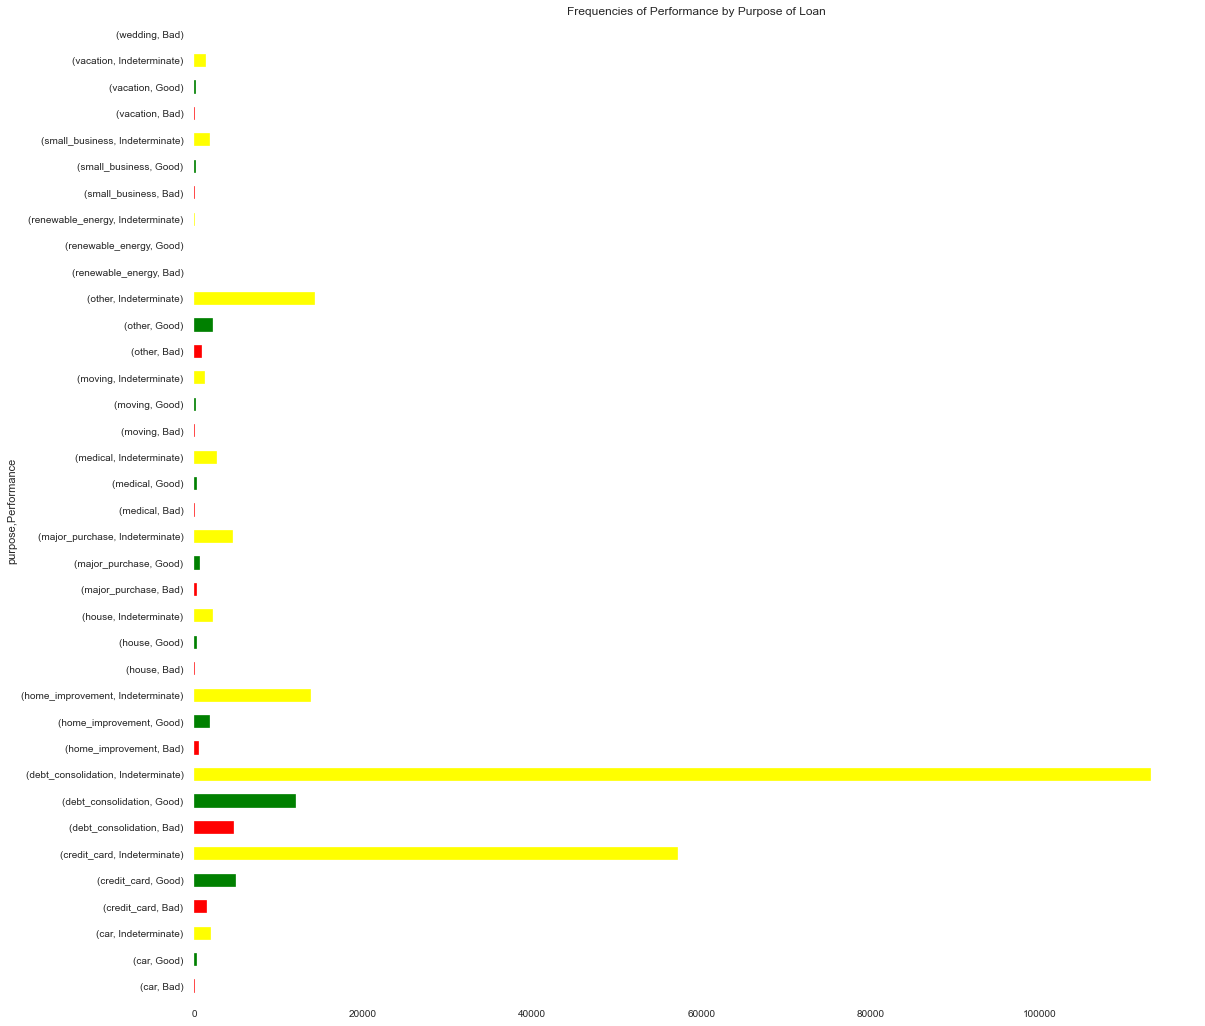 Frequencies of Performance by Purpose of Loan
(wedding, Bad)
(vacation, Indeterminate)
(vacation, Good)
(vacation, Bad)
(small_business, Indeterminate)
(small_business, Good)
(small_business, Bad)
(renewable_energy, Indeterminate)
(renewable_energy, Good)
(renewable_energy, Bad)
(other, Indeterminate)
(other, Good)
(other, Bad)
(moving, Indeterminate)
(moving, Good)
(moving, Bad)
(medical, Indeterminate)
(medical, Good)
(medical, Bad)
(major_purchase, Indeterminate)
(major_purchase, Good)
(major_purchase, Bad)
(house, Indeterminate)
(house, Good)
(house, Bad)
(home_improvement, Indeterminate)
(home_improvement, Good)
(home_improvement, Bad)
(debt_consolidation, Indeterminate)
(debt_consolidation, Good)
(debt_consolidation, Bad)
(credit_card, Indeterminate)
(credit_card, Good)
(credit_card, Bad)
(car, Indeterminate)
(car, Good)
(car, Bad)
purpose,Performance
0 20000 40000 60000 80000 100000